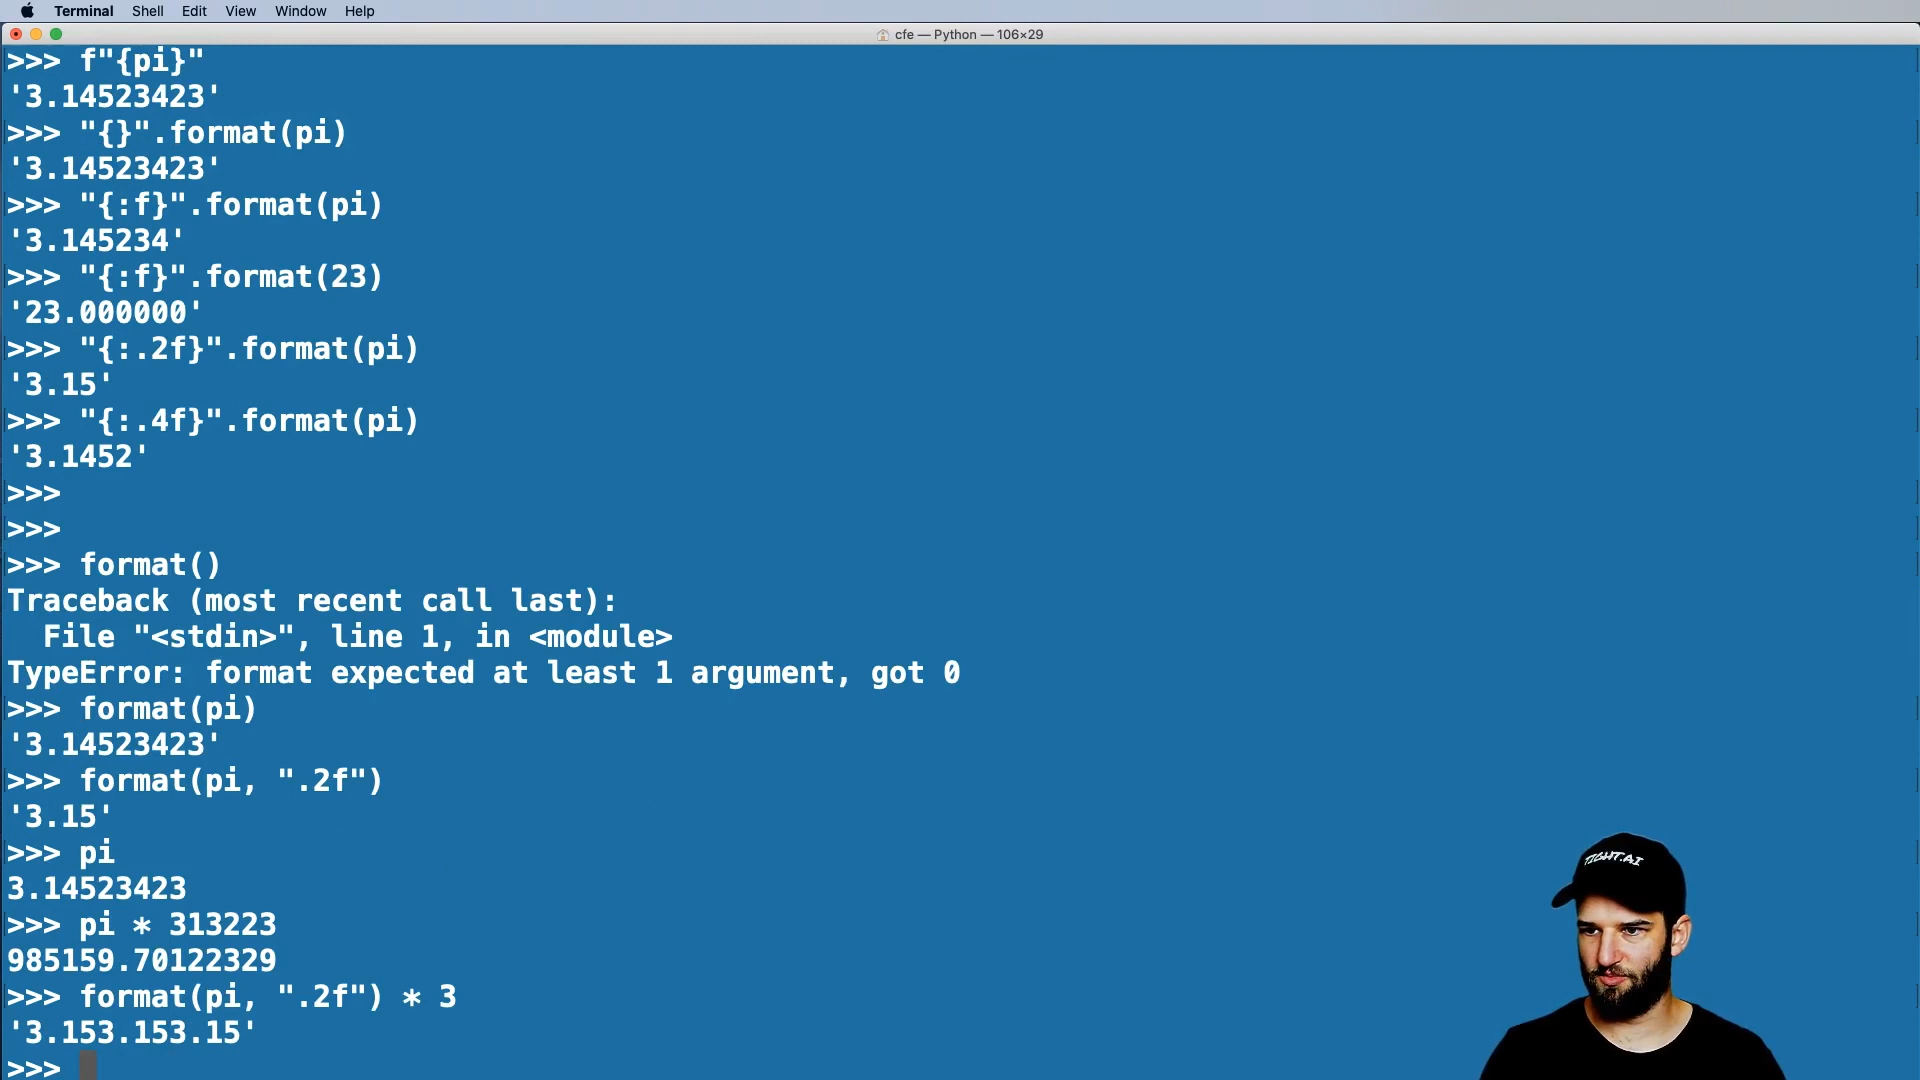 Terminal Shell Edit View Window Help
cfe — Python — 106×29
>>> f"{pi}"
'3.14523423'
>>> "{}".format(pi)
'3.14523423'
>>> "{:f}".format(pi)
'3.145234'
>>> "{:f}".format(23)
'23.000000'
>>> "{:.2f}".format(pi)
'3.15'
>>> "{:.4f}".format(pi)
'3.1452'
>>>
>>>
>>> format()
Traceback (most recent call last):
  File "<stdin>", line 1, in <module>
TypeError: format expected at least 1 argument, got 0
>>> format(pi)
'3.14523423'
>>> format(pi, ".2f")
'3.15'
>>> pi
3.14523423
>>> pi * 313223
985159.70122329
>>> format(pi, ".2f") * 3
'3.153.153.15'
>>>
TIGHT.AI